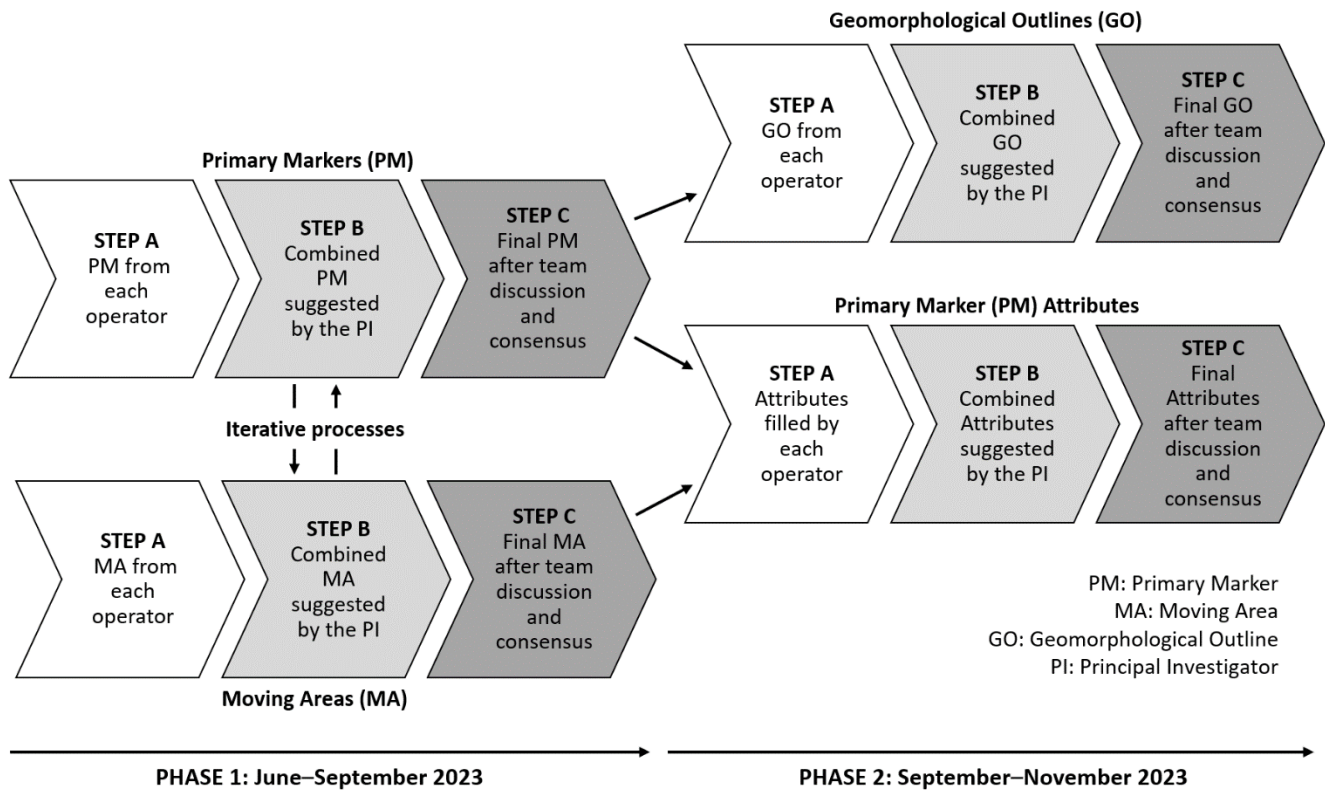 Geomorphological Outlines (GO)
STEP A
GO from
each
operator
STEP B
Combined
GO
suggested
by the PI
STEP C
Final GO
after team
discussion
and
consensus
Primary Markers (PM)
STEP A
PM from
each
operator
STEP B
Combined
PM
suggested
by the PI
STEP C
Final PM
after team
discussion
and
consensus
Primary Marker (PM) Attributes
STEP A
Attributes
filled by
each
operator
STEP B
Combined
Attributes
suggested
by the PI
STEP C
Final
Attributes
after team
discussion
and
consensus
Iterative processes
STEP A
MA from
each
operator
STEP B
Combined
MA
suggested
by the PI
STEP C
Final MA
after team
discussion
and
consensus
Moving Areas (MA)
PM: Primary Marker
MA: Moving Area
GO: Geomorphological Outline
PI: Principal Investigator
PHASE 1: June–September 2023
PHASE 2: September–November 2023